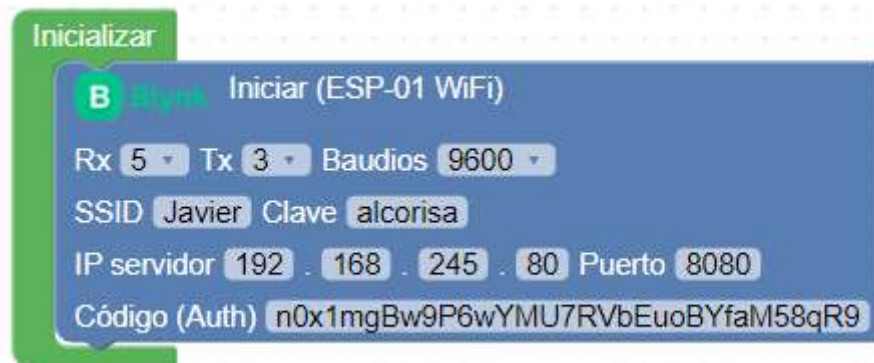 Inicializar
B Blynk Iniciar (ESP-01 WiFi)
Rx 5 Tx 3 Baudios 9600
SSID Javier Clave alcorisa
IP servidor 192 . 168 . 245 . 80 Puerto 8080
Código (Auth) n0x1mgBw9P6wYMU7RVbEuoBYfaM58qR9